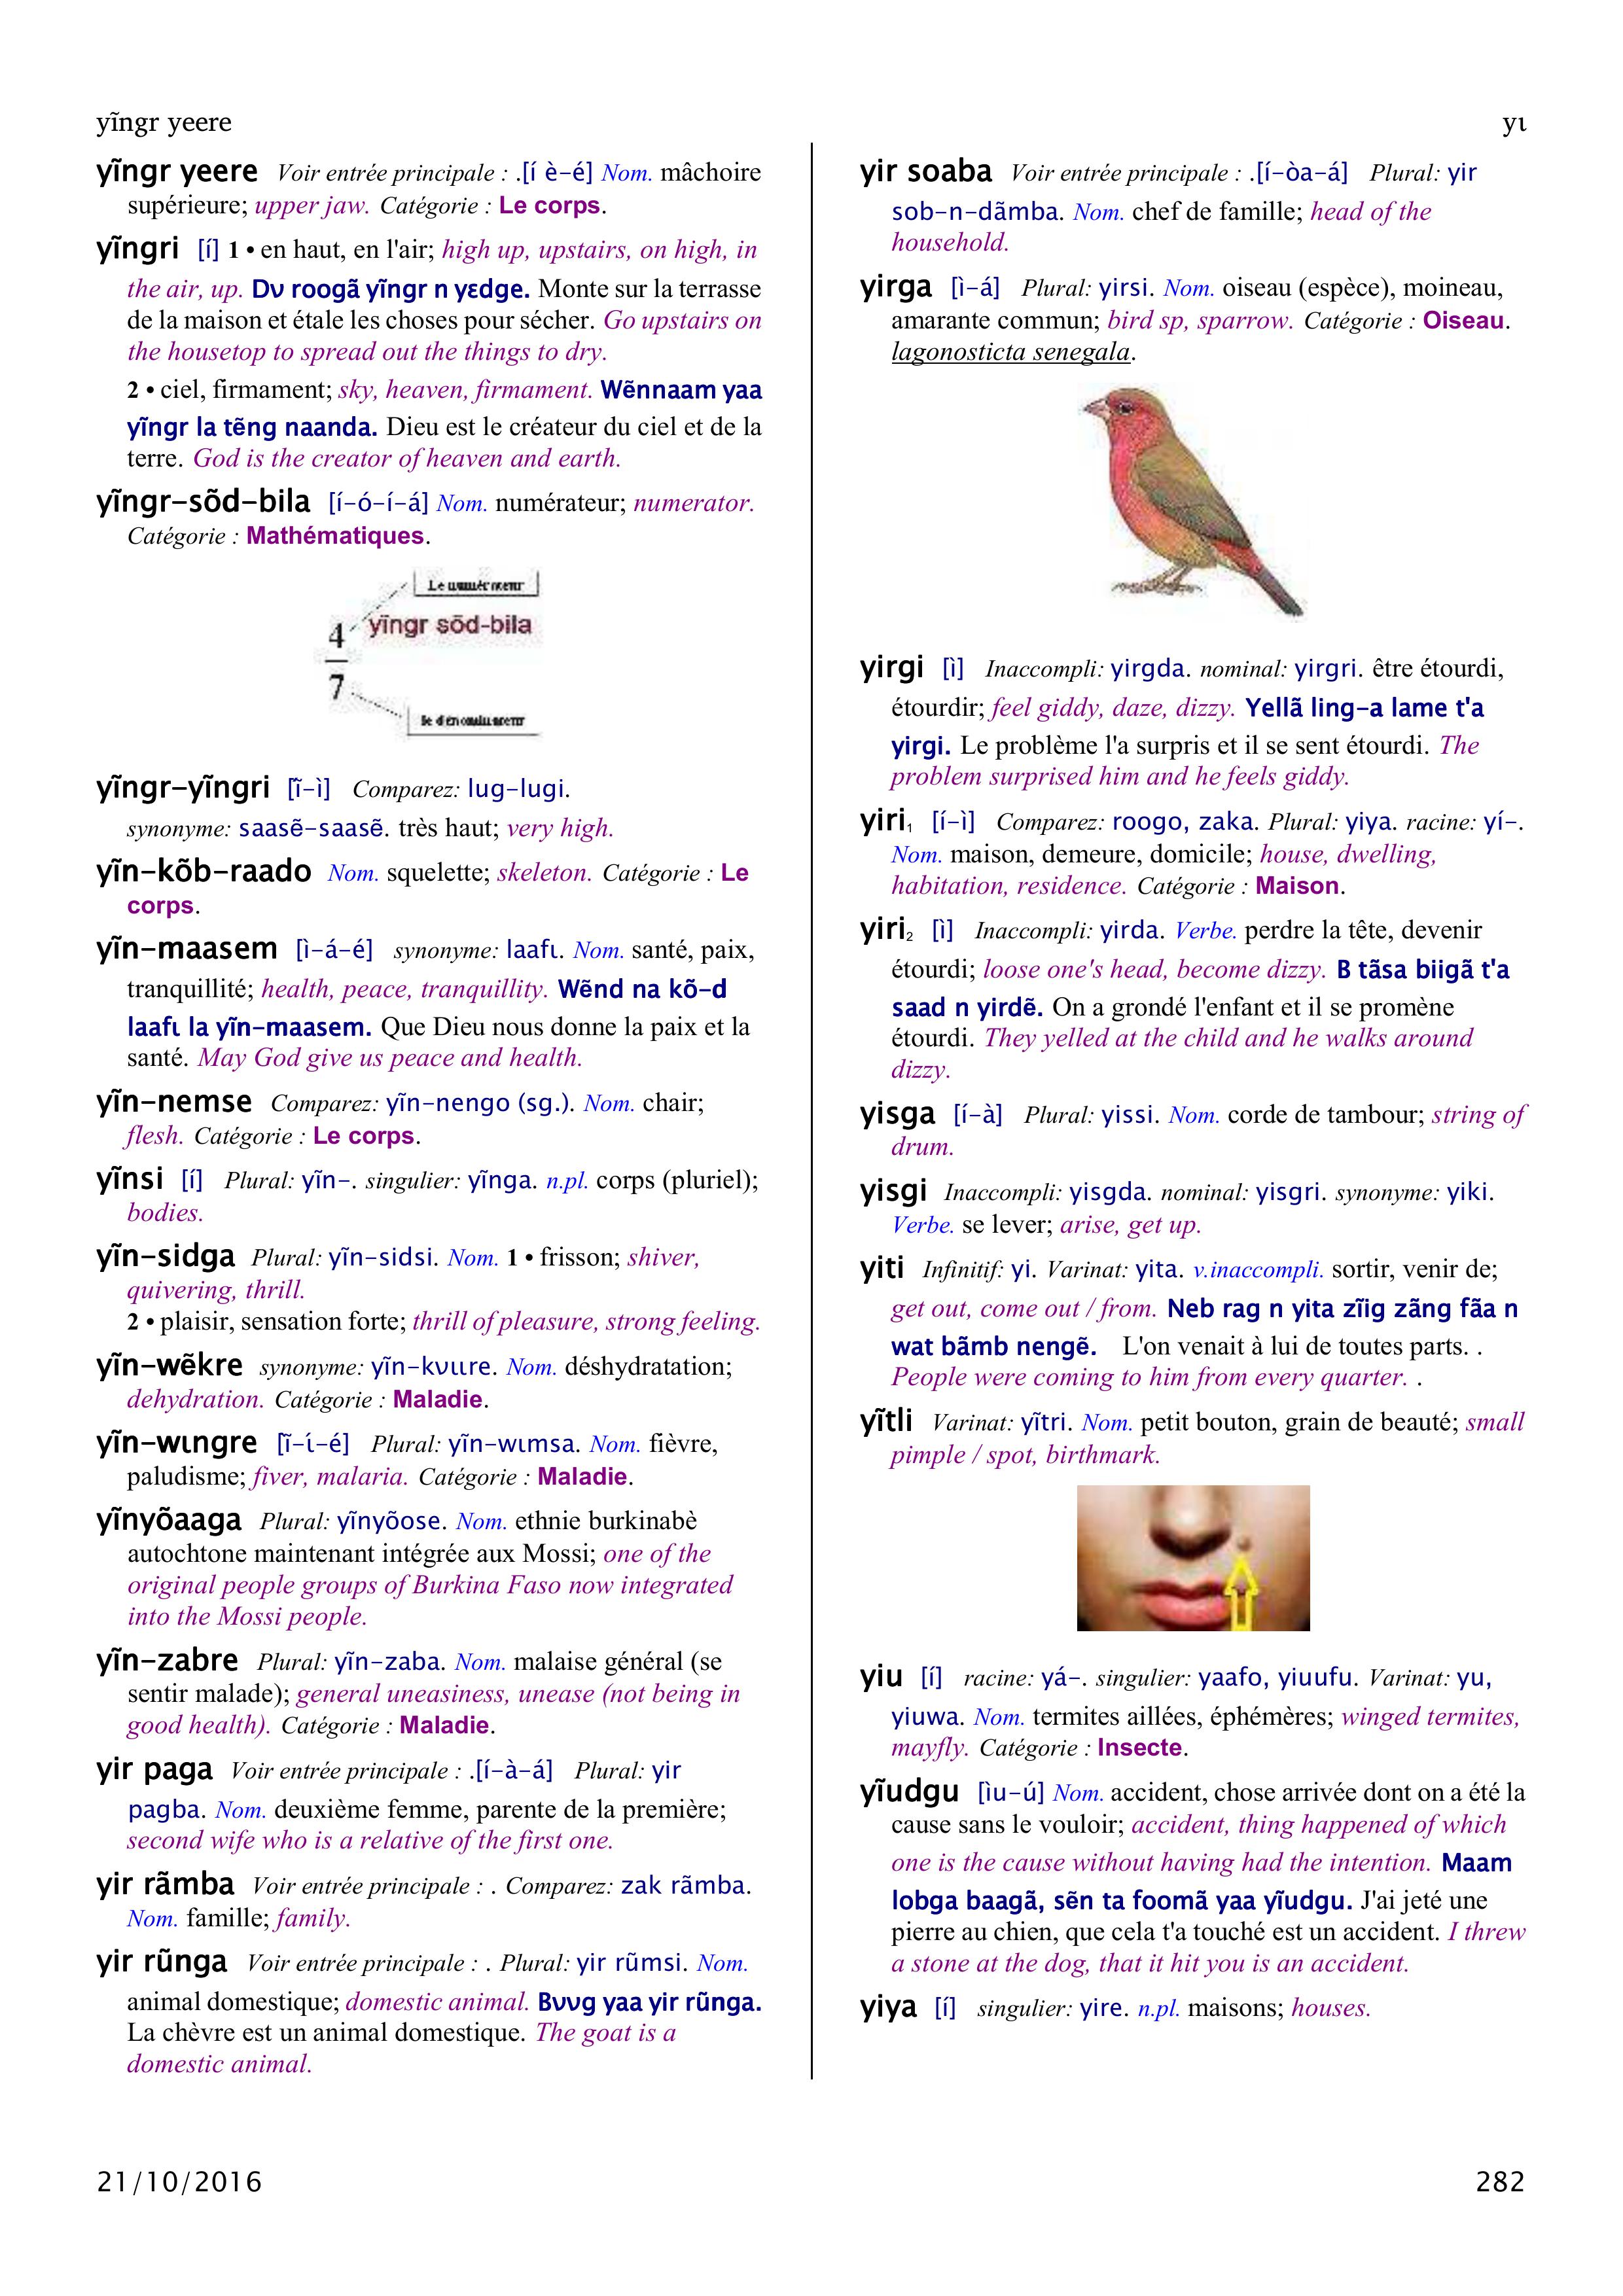 yĩngr yeere
yɩ
yĩngr yeere Voir entrée principale : .[í è–é] Nom. mâchoire
supérieure; upper jaw. Catégorie : Le corps.
yĩngri [í] 1 • en haut, en l'air; high up, upstairs, on high, in
the air, up. Dʋ roogã yĩngr n yɛdge. Monte sur la terrasse
de la maison et étale les choses pour sécher. Go upstairs on
the housetop to spread out the things to dry.
2 • ciel, firmament; sky, heaven, firmament. Wẽnnaam yaa
yĩngr la tẽng naanda. Dieu est le créateur du ciel et de la
terre. God is the creator of heaven and earth.
yĩngr–sõd–bila [í–ó–í–á] Nom. numérateur; numerator.
Catégorie : Mathématiques.
Le numérateur
4 yĩngr sõd-bila
7
le dénominateur
yĩngr–yĩngri [ĩ–ì] Comparez: lug–lugi.
synonyme: saasẽ–saasẽ. très haut; very high.
yĩn–kõb–raado Nom. squelette; skeleton. Catégorie : Le
corps.
yĩn–maasem [ì–á–é] synonyme: laafɩ. Nom. santé, paix,
tranquillité; health, peace, tranquillity. Wẽnd na kõ–d
laafɩ la yĩn–maasem. Que Dieu nous donne la paix et la
santé. May God give us peace and health.
yĩn–nemse Comparez: yĩn–nengo (sg.). Nom. chair;
flesh. Catégorie : Le corps.
yĩnsi [í] Plural: yĩn–. singulier: yĩnga. n.pl. corps (pluriel);
bodies.
yĩn–sidga Plural: yĩn–sidsi. Nom. 1 • frisson; shiver,
quivering, thrill.
2 • plaisir, sensation forte; thrill of pleasure, strong feeling.
yĩn–wẽkre synonyme: yĩn–kʋɩɩre. Nom. déshydratation;
dehydration. Catégorie : Maladie.
yĩn–wɩngre [ĩ–ɩ́–é] Plural: yĩn–wɩmsa. Nom. fièvre,
paludisme; fiver, malaria. Catégorie : Maladie.
yĩnyõaaga Plural: yĩnyõose. Nom. ethnie burkinabè
autochtone maintenant intégrée aux Mossi; one of the
original people groups of Burkina Faso now integrated
into the Mossi people.
yĩn–zabre Plural: yĩn–zaba. Nom. malaise général (se
sentir malade); general uneasiness, unease (not being in
good health). Catégorie : Maladie.
yir paga Voir entrée principale : .[í–à–á] Plural: yir
pagba. Nom. deuxième femme, parente de la première;
second wife who is a relative of the first one.
yir rãmba Voir entrée principale : . Comparez: zak rãmba.
Nom. famille; family.
yir rũnga Voir entrée principale : . Plural: yir rũmsi. Nom.
animal domestique; domestic animal. Bʋʋg yaa yir rũnga.
La chèvre est un animal domestique. The goat is a
domestic animal.
yir soaba Voir entrée principale : .[í–òa–á] Plural: yir
sob–n–dãmba. Nom. chef de famille; head of the
household.
yirga [ì–á] Plural: yirsi. Nom. oiseau (espèce), moineau,
amarante commun; bird sp, sparrow. Catégorie : Oiseau.
lagonosticta senegala.
yirgi [ì] Inaccompli: yirgda. nominal: yirgri. être étourdi,
étourdir; feel giddy, daze, dizzy. Yellã ling–a lame t'a
yirgi. Le problème l'a surpris et il se sent étourdi. The
problem surprised him and he feels giddy.
yiri₁ [í–ì] Comparez: roogo, zaka. Plural: yiya. racine: yí–.
Nom. maison, demeure, domicile; house, dwelling,
habitation, residence. Catégorie : Maison.
yiri₂ [ì] Inaccompli: yirda. Verbe. perdre la tête, devenir
étourdi; loose one's head, become dizzy. B tãsa biigã t'a
saad n yirdẽ. On a grondé l'enfant et il se promène
étourdi. They yelled at the child and he walks around
dizzy.
yisga [í–à] Plural: yissi. Nom. corde de tambour; string of
drum.
yisgi Inaccompli: yisgda. nominal: yisgri. synonyme: yiki.
Verbe. se lever; arise, get up.
yiti Infinitif: yi. Varinat: yita. v.inaccompli. sortir, venir de;
get out, come out / from. Neb rag n yita zĩig zãng fãa n
wat bãmb nengẽ. L'on venait à lui de toutes parts. .
People were coming to him from every quarter. .
yĩtli Varinat: yĩtri. Nom. petit bouton, grain de beauté; small
pimple / spot, birthmark.
yiu [í] racine: yá–. singulier: yaafo, yiuufu. Varinat: yu,
yiuwa. Nom. termites aillées, éphémères; winged termites,
mayfly. Catégorie : Insecte.
yĩudgu [ìu–ú] Nom. accident, chose arrivée dont on a été la
cause sans le vouloir; accident, thing happened of which
one is the cause without having had the intention. Maam
lobga baagã, sẽn ta foomã yaa yĩudgu. J'ai jeté une
pierre au chien, que cela t'a touché est un accident. I threw
a stone at the dog, that it hit you is an accident.
yiya [í] singulier: yire. n.pl. maisons; houses.
21/10/2016
282